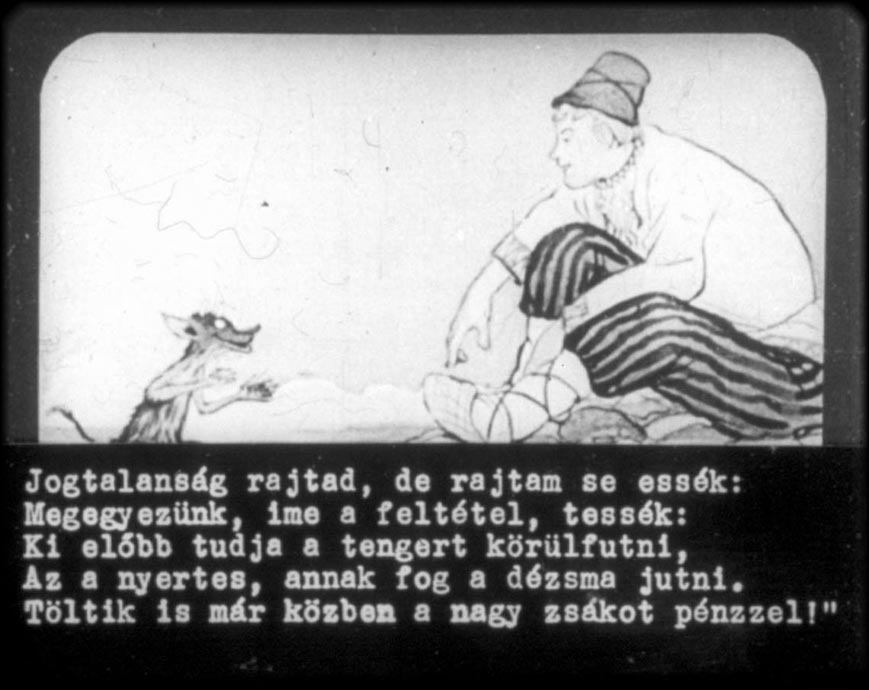 Jogtalanság rajtad, de rajtam se essék:
Megegyezünk, ime a feltétel, tessék:
Ki előbb tudja a tengert körülfutni,
Az a nyertes, annak fog a dézsma jutni.
Töltik is már közben a nagy zsákot pénzzel!"